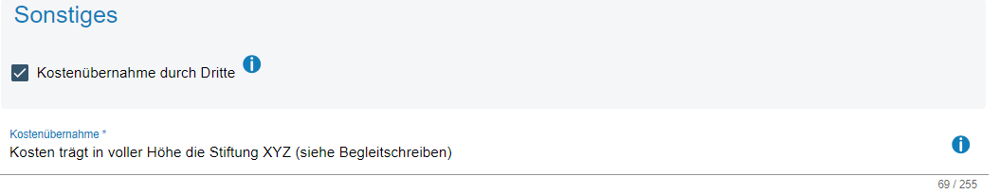 Sonstiges
Kostenübernahme durch Dritte
Kostenübernahme *
Kosten trägt in voller Höhe die Stiftung XYZ (siehe Begleitschreiben)
69 / 255